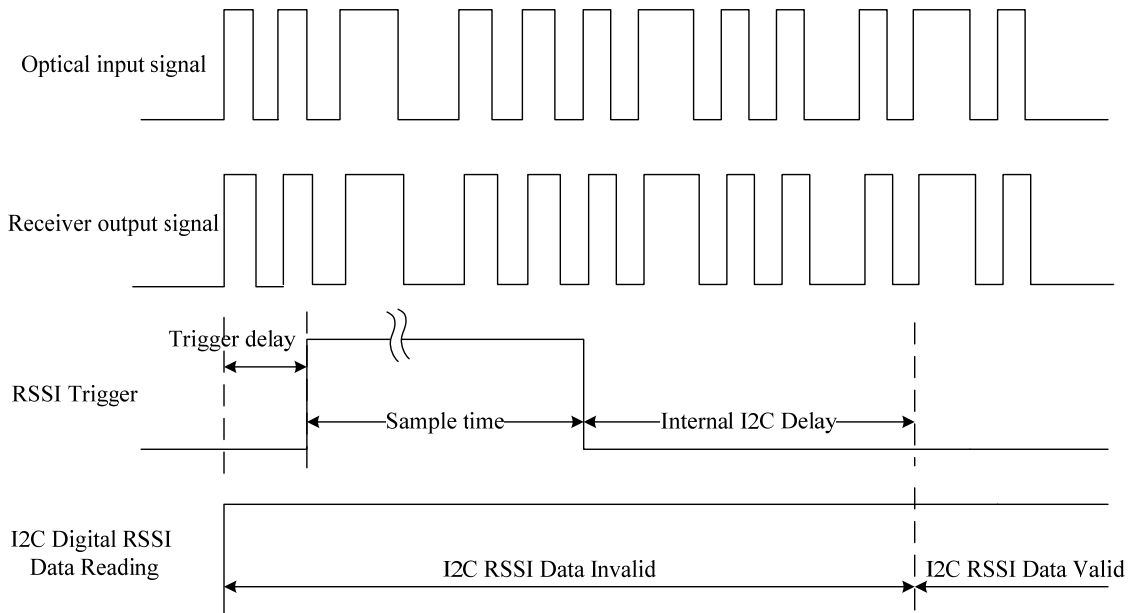 Optical input signal
Receiver output signal
Trigger delay
RSSI Trigger
Sample time
Internal I2C Delay
I2C Digital RSSI
Data Reading
I2C RSSI Data Invalid
I2C RSSI Data Valid